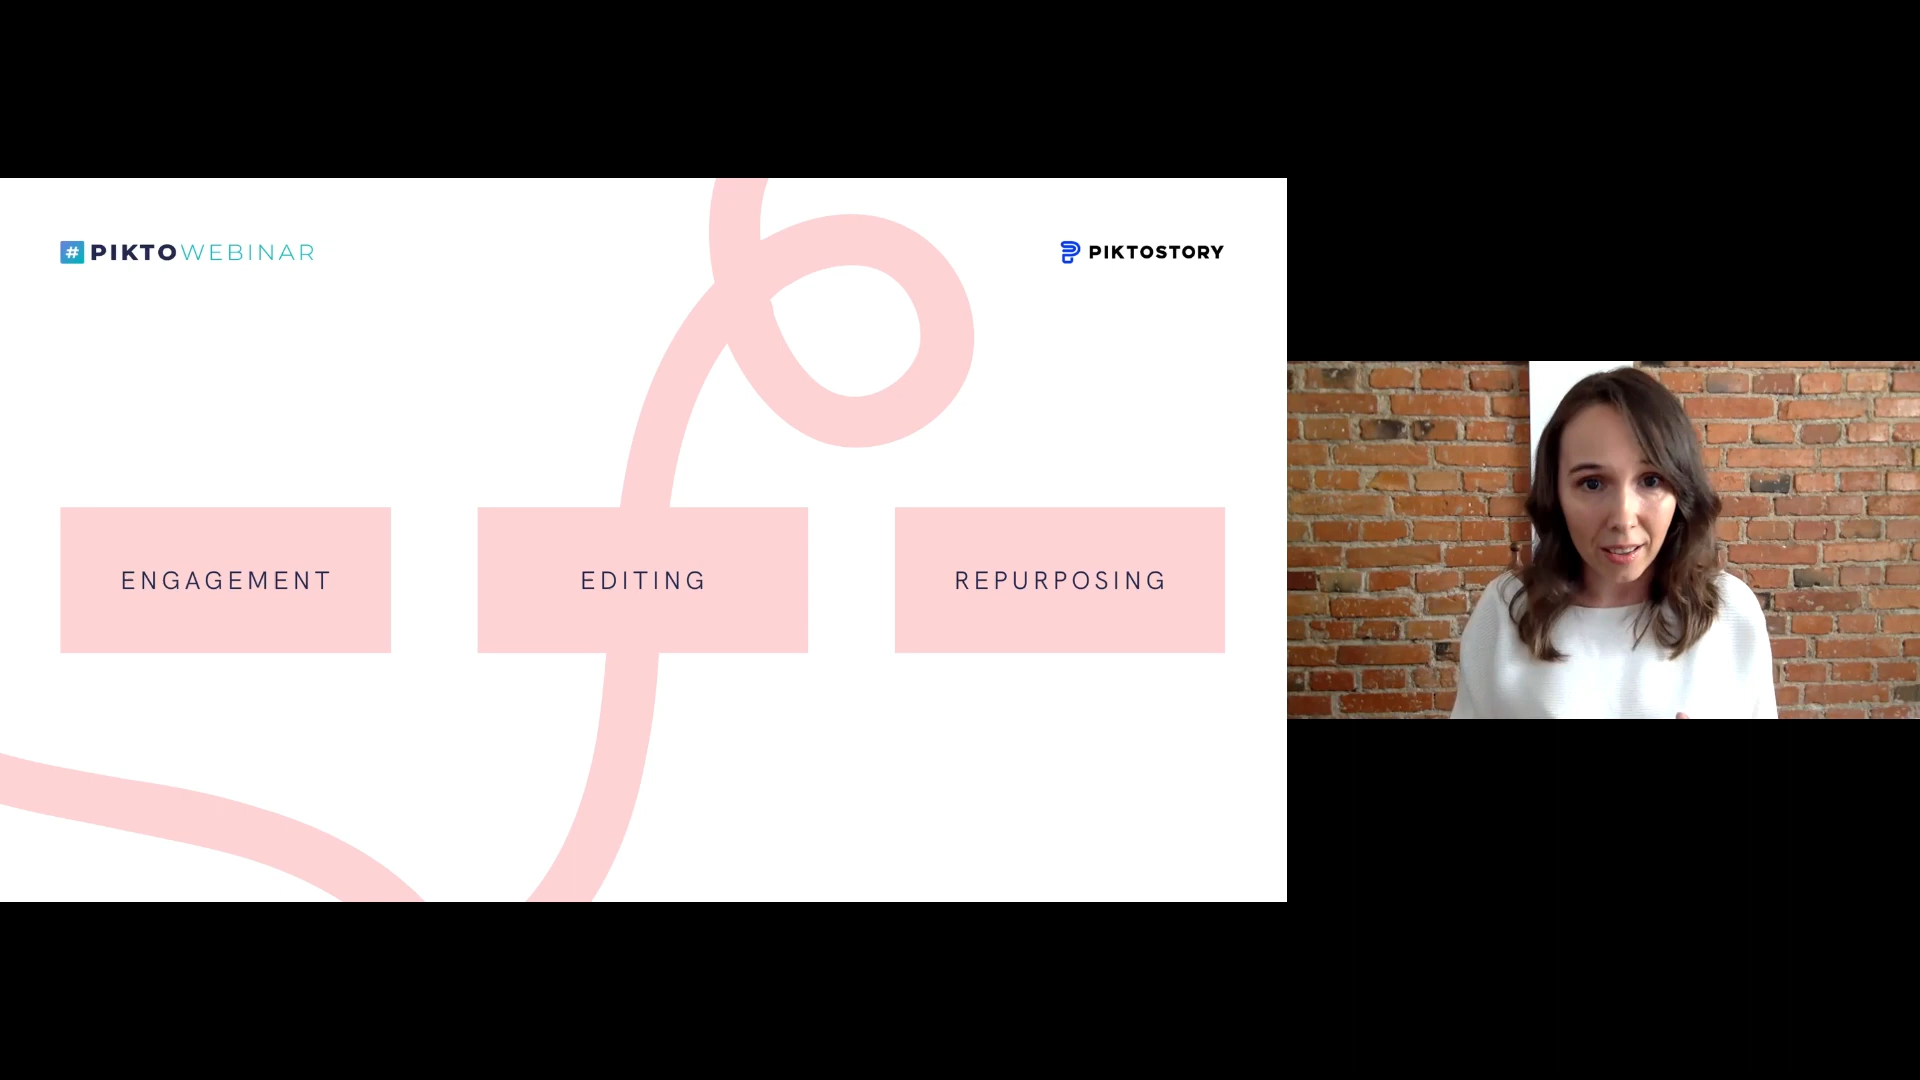 # PIKTOWEBINAR
PIKTOSTORY
ENGAGEMENT
EDITING
REPURPOSING